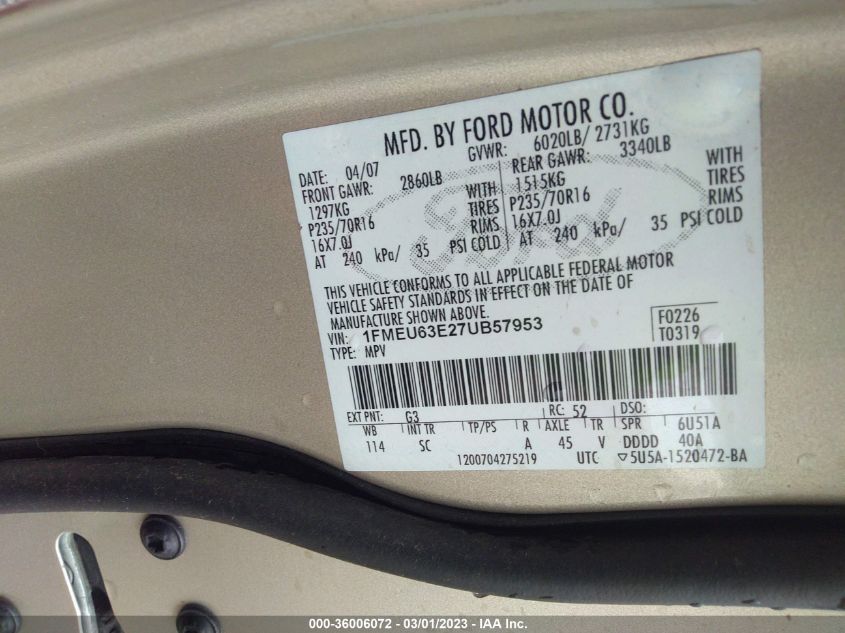 MFD. BY FORD MOTOR CO.
DATE: 04/07 GVWR: 6020LB/ 2731KG
FRONT GAWR: 2860LB REAR GAWR: 3340LB
1297KG WITH 1515KG WITH
P235/70R16 TIRES P235/70R16 TIRES
16X7.0J RIMS 16X7.0J RIMS
AT 240 kPa/ 35 PSI COLD AT 240 kPa/ 35 PSI COLD
Ford
THIS VEHICLE CONFORMS TO ALL APPLICABLE FEDERAL MOTOR
VEHICLE SAFETY STANDARDS IN EFFECT ON THE DATE OF
MANUFACTURE SHOWN ABOVE.
VIN: 1FMEU63E27UB57953 F0226
TYPE: MPV T0319
EXT PNT: G3 RC: 52 DSO:
WB INT TR TP/PS R AXLE TR SPR 6U51A
114 SC A 45 V DDDD 40A
1200704275219 UTC ▽5U5A-1520472-BA
000-36006072 - 03/01/2023 - IAA Inc.